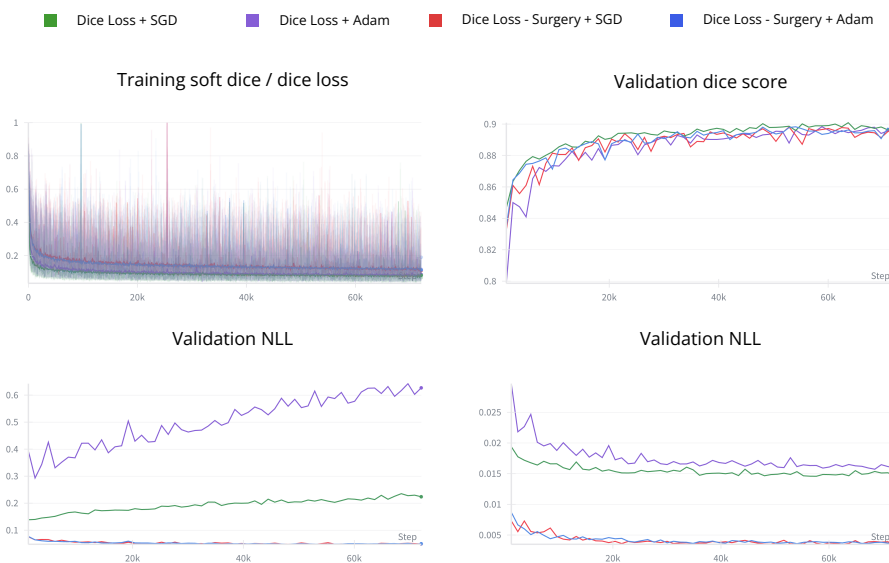 Dice Loss + SGD
Dice Loss + Adam
Dice Loss - Surgery + SGD
Dice Loss - Surgery + Adam
Training soft dice / dice loss
1
0.8
0.6
0.4
0.2
0
20k
40k
60k
Validation dice score
0.9
0.88
0.86
0.84
0.82
0.8
Step
20k
40k
60k
Validation NLL
0.6
0.5
0.4
0.3
0.2
0.1
Step
20k
40k
60k
Validation NLL
0.025
0.02
0.015
0.01
0.005
Step
20k
40k
60k